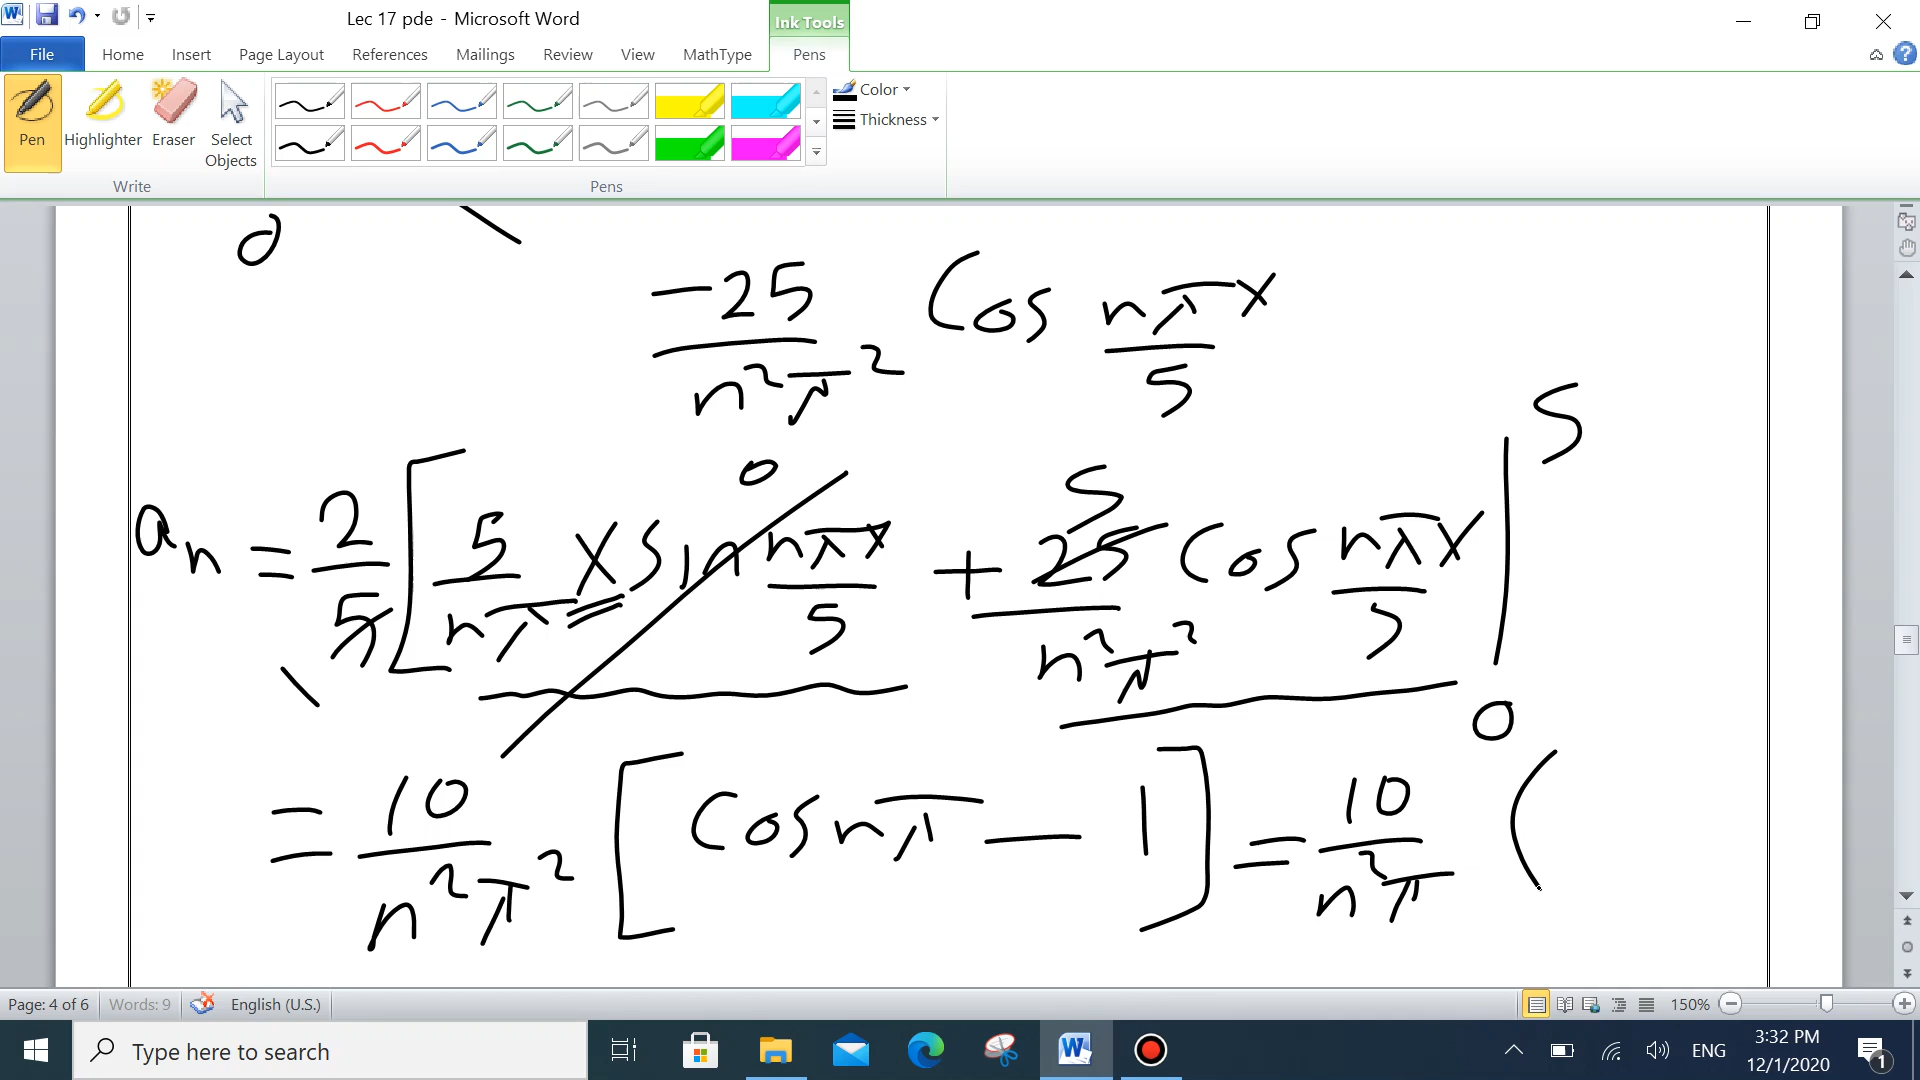 Lec 17 pde - Microsoft Word
Ink Tools
File Home Insert Page Layout References Mailings Review View MathType Pens
Pen Highlighter Eraser Select Objects
Color
Thickness
Write Pens
0
-25/n²π² Cos nπx/5
aₙ = 2/5 [ 5/nπ x Sin nπx/5 + 25/n²π² Cos nπx/5 |
0
5
5
0
= 10/n²π² [ Cos nπ - 1 ] = 10/n²π (
Page: 4 of 6 Words: 9 English (U.S.) 150%
Type here to search
ENG
3:32 PM
12/1/2020
1